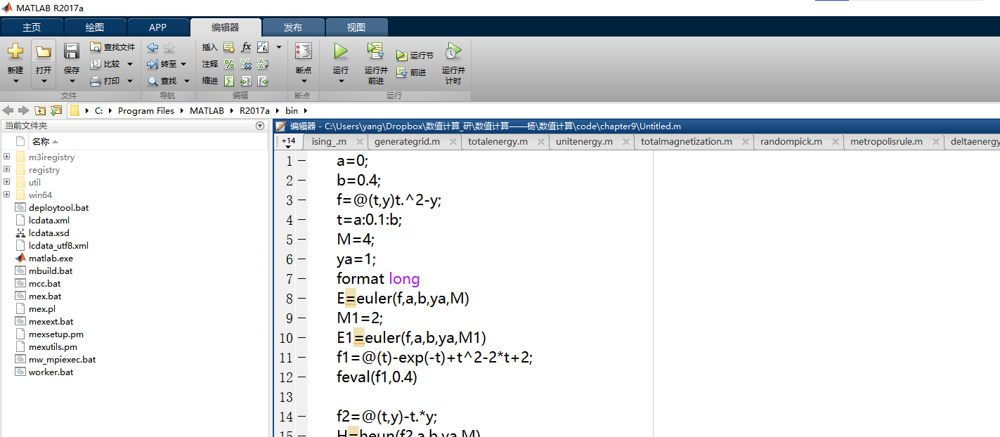 MATLAB R2017a
主页 绘图 APP 编辑器 发布 视图
新建 打开 保存 查找文件 比较 打印 转至 查找 插入 fx 注释 % 缩进 断点 运行 运行并前进 运行节 前进 运行并计时
文件 导航 编辑 断点 运行
C: Program Files MATLAB R2017a bin
当前文件夹
名称
m3iregistry
registry
util
win64
deploytool.bat
lcdata.xml
lcdata.xsd
lcdata_utf8.xml
matlab.exe
mbuild.bat
mcc.bat
mex.bat
mex.pl
mexext.bat
mexsetup.pm
mexutils.pm
mw_mpiexec.bat
worker.bat
编辑器 - C:\Users\yang\Dropbox\数值计算_研\数值计算——杨\数值计算\code\chapter9\Untitled.m
+14 ising_.m generategrid.m totalenergy.m unitenergy.m totalmagnetization.m randompick.m metropolisrule.m deltaenergy
1 a=0;
2 b=0.4;
3 f=@(t,y)t.^2-y;
4 t=a:0.1:b;
5 M=4;
6 ya=1;
7 format long
8 E=euler(f,a,b,ya,M)
9 M1=2;
10 E1=euler(f,a,b,ya,M1)
11 f1=@(t)-exp(-t)+t^2-2*t+2;
12 feval(f1,0.4)
13
14 f2=@(t,y)-t.*y;
15 H=heun(f2,a,b,ya,M)